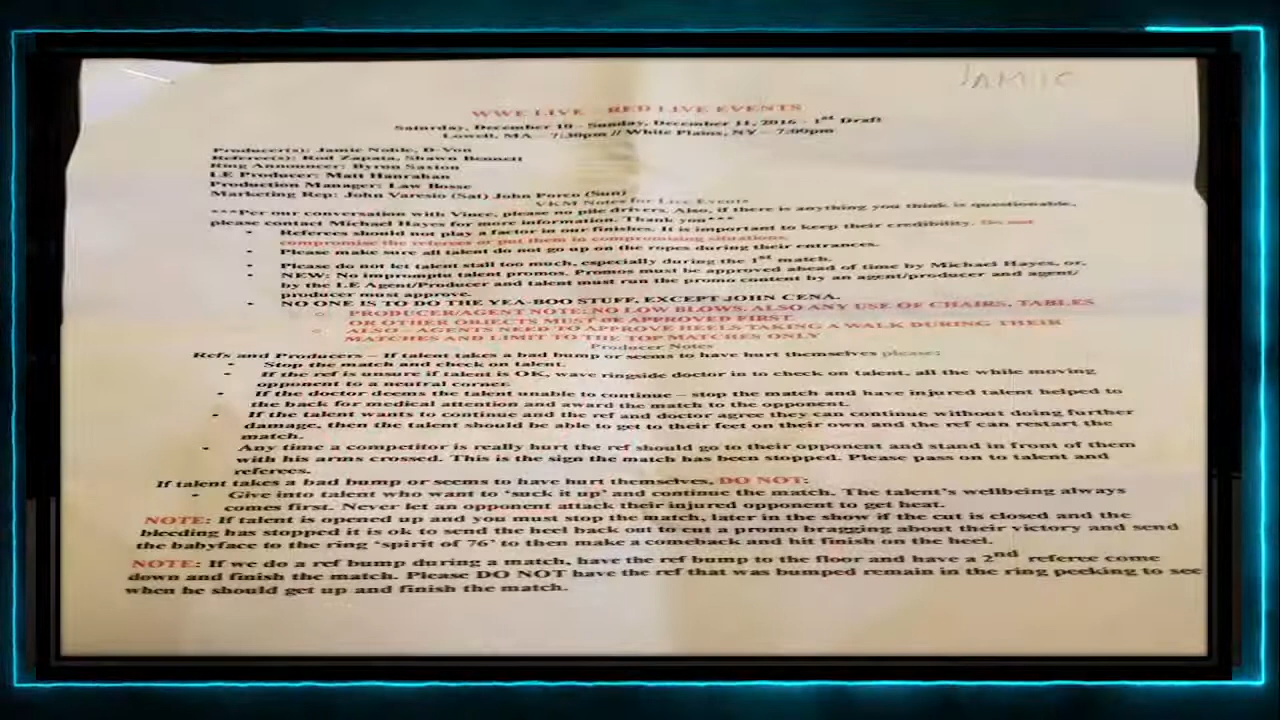 JAMIE
WWE LIVE - RED LIVE EVENTS
Saturday, December 10 - Sunday, December 11, 2016 - 1st Draft
Lowell, MA - 7:30pm // White Plains, NY - 7:00pm
Producer(s): Jamie Noble, D-Von
Referee(s): Rod Zapata, Shawn Bennett
Ring Announcer: Byron Saxton
LE Producer: Matt Hanrahan
Production Manager: Law Bosse
Marketing Rep: John Varesio (Sat) John Porco (Sun)
VKM Notes for Live Events
***Per our conversation with Vince, please no pile drivers. Also, if there is anything you think is questionable,
please contact Michael Hayes for more information. Thank you***
• Referees should not play a factor in our finishes. It is important to keep their credibility. Do not
compromise the referees or put them in compromising situations.
• Please make sure all talent do not go up on the ropes during their entrances.
• Please do not let talent stall too much, especially during the 1st match.
• NEW: No impromptu talent promos. Promos must be approved ahead of time by Michael Hayes, or,
by the LE Agent/Producer and talent must run the promo content by an agent/producer and agent/
producer must approve.
• NO ONE IS TO DO THE YEA-BOO STUFF, EXCEPT JOHN CENA.
○ PRODUCER/AGENT NOTE: NO LOW BLOWS. ALSO ANY USE OF CHAIRS, TABLES
OR OTHER OBJECTS MUST BE APPROVED FIRST.
○ ALSO - AGENTS NEED TO APPROVE HEELS TAKING A WALK DURING THEIR
MATCHES AND LIMIT TO THE TOP MATCHES ONLY
Producer Notes
Refs and Producers - If talent takes a bad bump or seems to have hurt themselves please:
• Stop the match and check on talent.
• If the ref is unsure if talent is OK, wave ringside doctor in to check on talent, all the while moving
opponent to a neutral corner.
• If the doctor deems the talent unable to continue - stop the match and have injured talent helped to
the back for medical attention and award the match to the opponent.
• If the talent wants to continue and the ref and doctor agree they can continue without doing further
damage, then the talent should be able to get to their feet on their own and the ref can restart the
match.
• Any time a competitor is really hurt the ref should go to their opponent and stand in front of them
with his arms crossed. This is the sign the match has been stopped. Please pass on to talent and
referees.
If talent takes a bad bump or seems to have hurt themselves, DO NOT:
• Give into talent who want to 'suck it up' and continue the match. The talent's wellbeing always
comes first. Never let an opponent attack their injured opponent to get heat.
NOTE: If talent is opened up and you must stop the match, later in the show if the cut is closed and the
bleeding has stopped it is ok to send the heel back out to cut a promo bragging about their victory and send
the babyface to the ring 'spirit of 76' to then make a comeback and hit finish on the heel.
NOTE: If we do a ref bump during a match, have the ref bump to the floor and have a 2nd referee come
down and finish the match. Please DO NOT have the ref that was bumped remain in the ring peeking to see
when he should get up and finish the match.